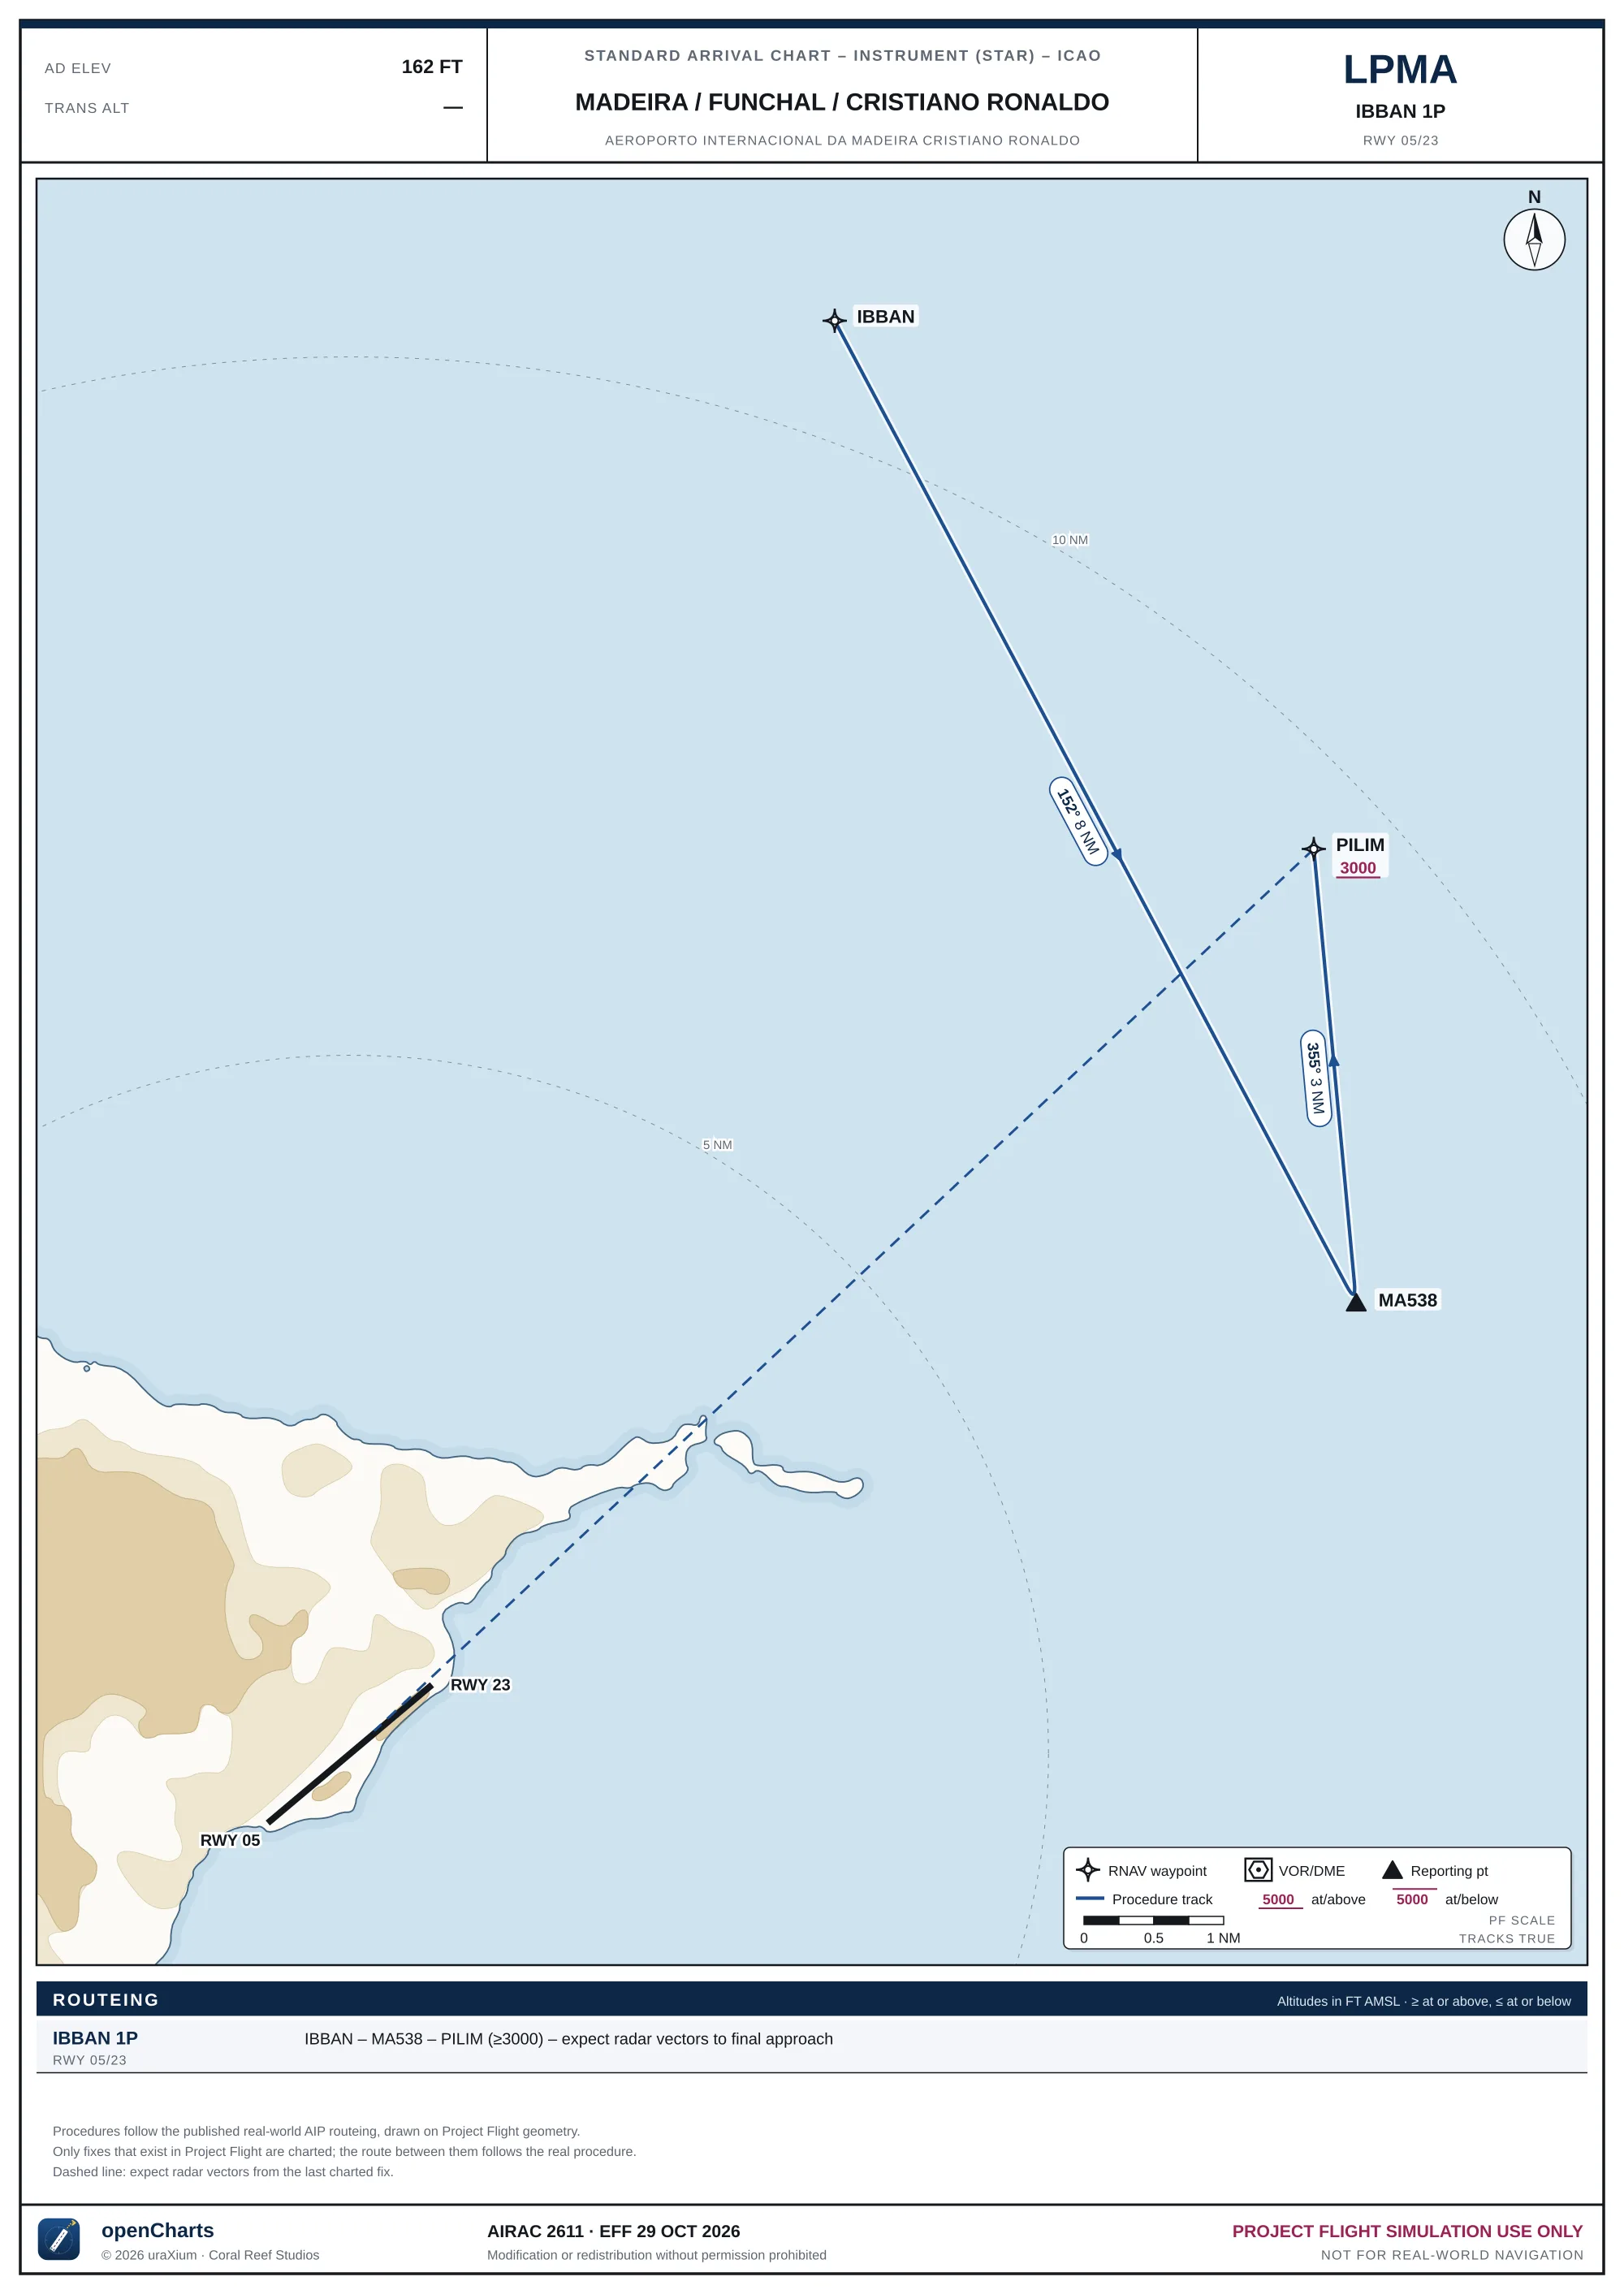 AD ELEV 162 FT
TRANS ALT —
STANDARD ARRIVAL CHART – INSTRUMENT (STAR) – ICAO
MADEIRA / FUNCHAL / CRISTIANO RONALDO
AEROPORTO INTERNACIONAL DA MADEIRA CRISTIANO RONALDO
LPMA
IBBAN 1P
RWY 05/23
N
IBBAN
10 NM
152° 8 NM
PILIM
3000
355° 3 NM
5 NM
MA538
RWY 23
RWY 05
RNAV waypoint VOR/DME Reporting pt
Procedure track 5000 at/above 5000 at/below
PF SCALE
0 0.5 1 NM TRACKS TRUE
ROUTEING Altitudes in FT AMSL · ≥ at or above, ≤ at or below
IBBAN 1P IBBAN – MA538 – PILIM (≥3000) – expect radar vectors to final approach
RWY 05/23
Procedures follow the published real-world AIP routeing, drawn on Project Flight geometry.
Only fixes that exist in Project Flight are charted; the route between them follows the real procedure.
Dashed line: expect radar vectors from the last charted fix.
openCharts AIRAC 2611 · EFF 29 OCT 2026 PROJECT FLIGHT SIMULATION USE ONLY
© 2026 uraXium · Coral Reef Studios Modification or redistribution without permission prohibited NOT FOR REAL-WORLD NAVIGATION